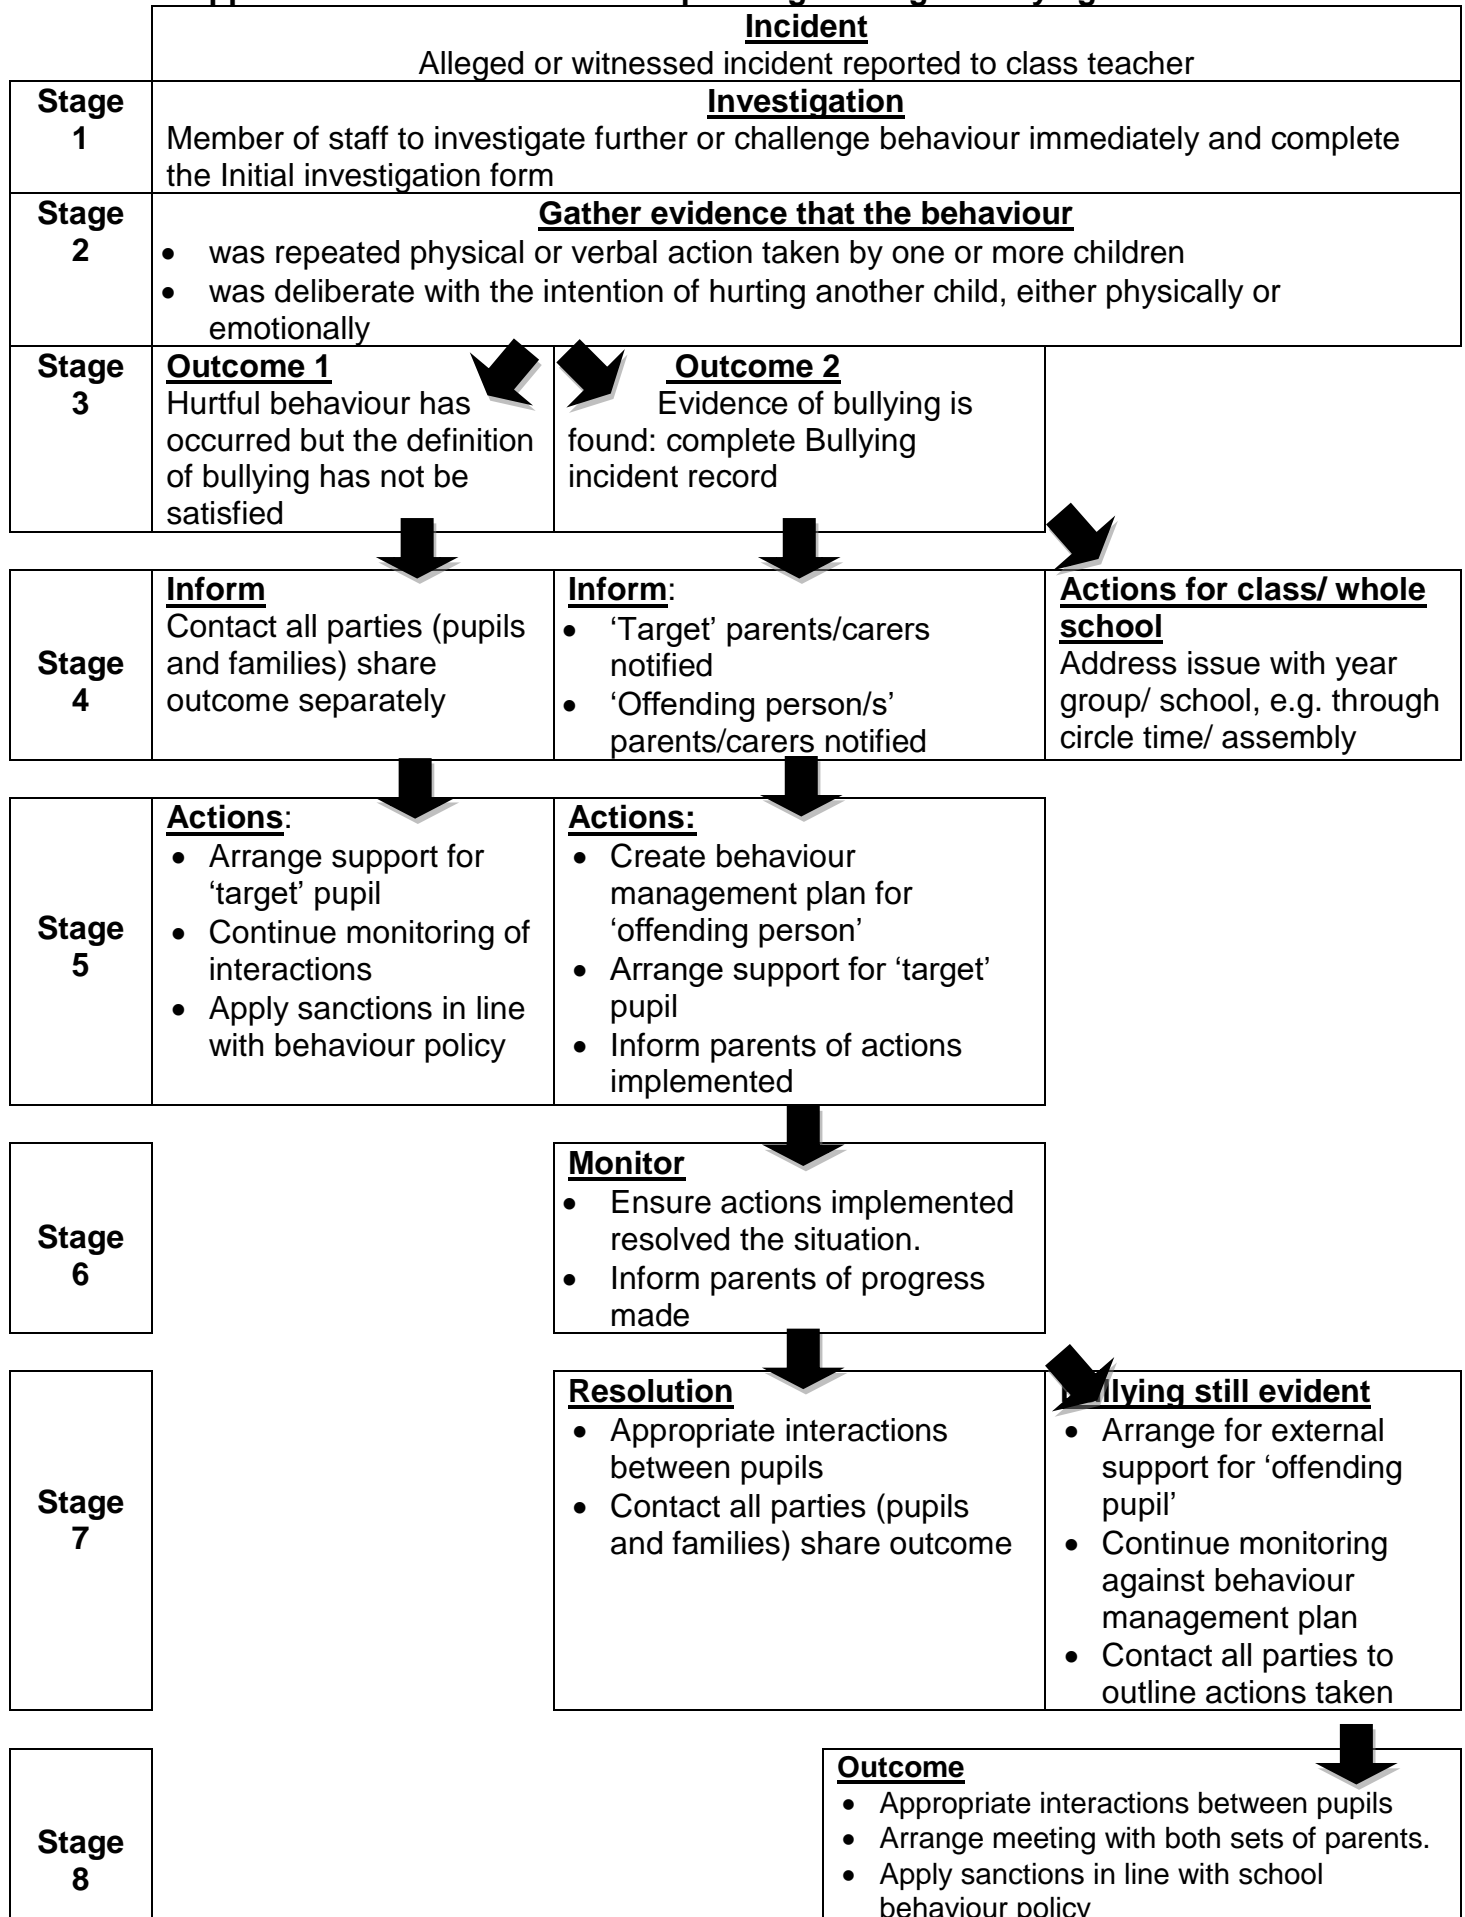 Incident
Alleged or witnessed incident reported to class teacher
Stage
1
Investigation
Member of staff to investigate further or challenge behaviour immediately and complete
the Initial investigation form
Stage
2
Gather evidence that the behaviour
• was repeated physical or verbal action taken by one or more children
• was deliberate with the intention of hurting another child, either physically or
emotionally
Stage
3
Outcome 1
Hurtful behaviour has
occurred but the definition
of bullying has not be
satisfied
Outcome 2
Evidence of bullying is
found: complete Bullying
incident record
Stage
4
Inform
Contact all parties (pupils
and families) share
outcome separately
Inform:
• ‘Target’ parents/carers
notified
• ‘Offending person/s’
parents/carers notified
Actions for class/ whole
school
Address issue with year
group/ school, e.g. through
circle time/ assembly
Stage
5
Actions:
• Arrange support for
‘target’ pupil
• Continue monitoring of
interactions
• Apply sanctions in line
with behaviour policy
Actions:
• Create behaviour
management plan for
‘offending person’
• Arrange support for ‘target’
pupil
• Inform parents of actions
implemented
Stage
6
Monitor
• Ensure actions implemented
resolved the situation.
• Inform parents of progress
made
Stage
7
Resolution
• Appropriate interactions
between pupils
• Contact all parties (pupils
and families) share outcome
still evident
• Arrange for external
support for ‘offending
pupil’
• Continue monitoring
against behaviour
management plan
• Contact all parties to
outline actions taken
Stage
8
Outcome
• Appropriate interactions between pupils
• Arrange meeting with both sets of parents.
• Apply sanctions in line with school
behaviour policy